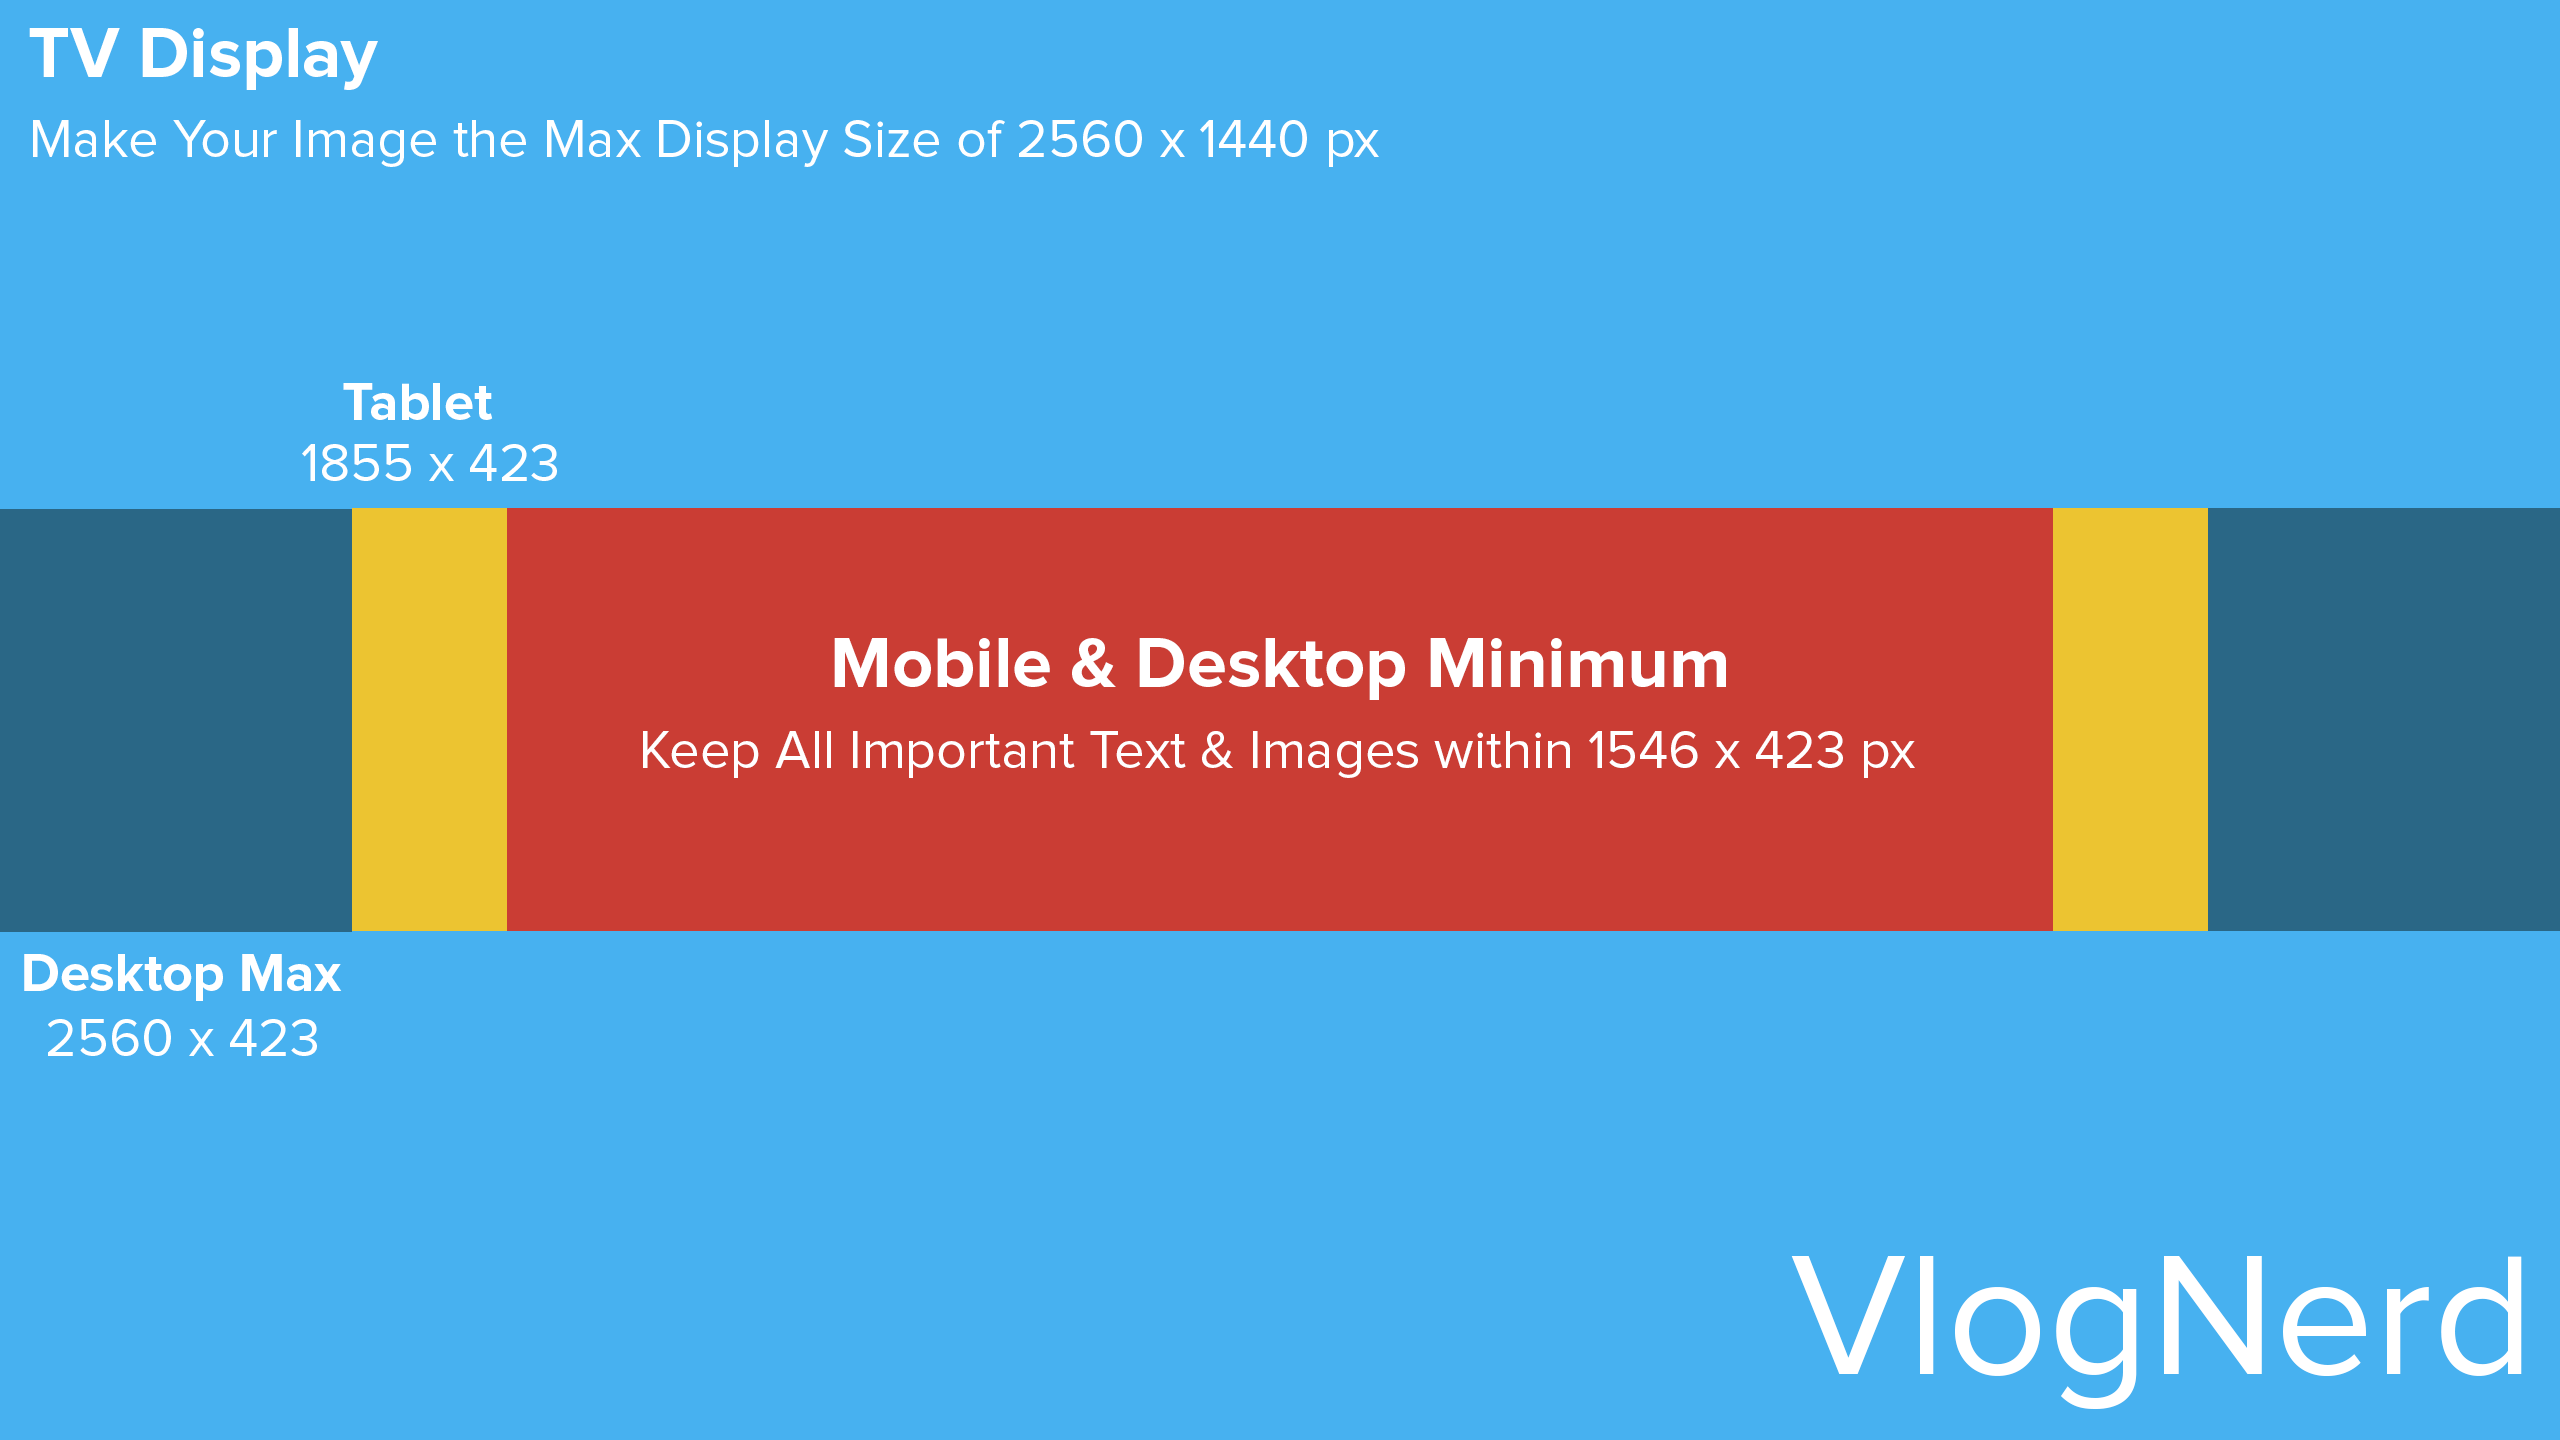 TV Display
Make Your Image the Max Display Size of 2560 x 1440 px
Tablet
1855 x 423
Mobile & Desktop Minimum
Keep All Important Text & Images within 1546 x 423 px
Desktop Max
2560 x 423
VlogNerd